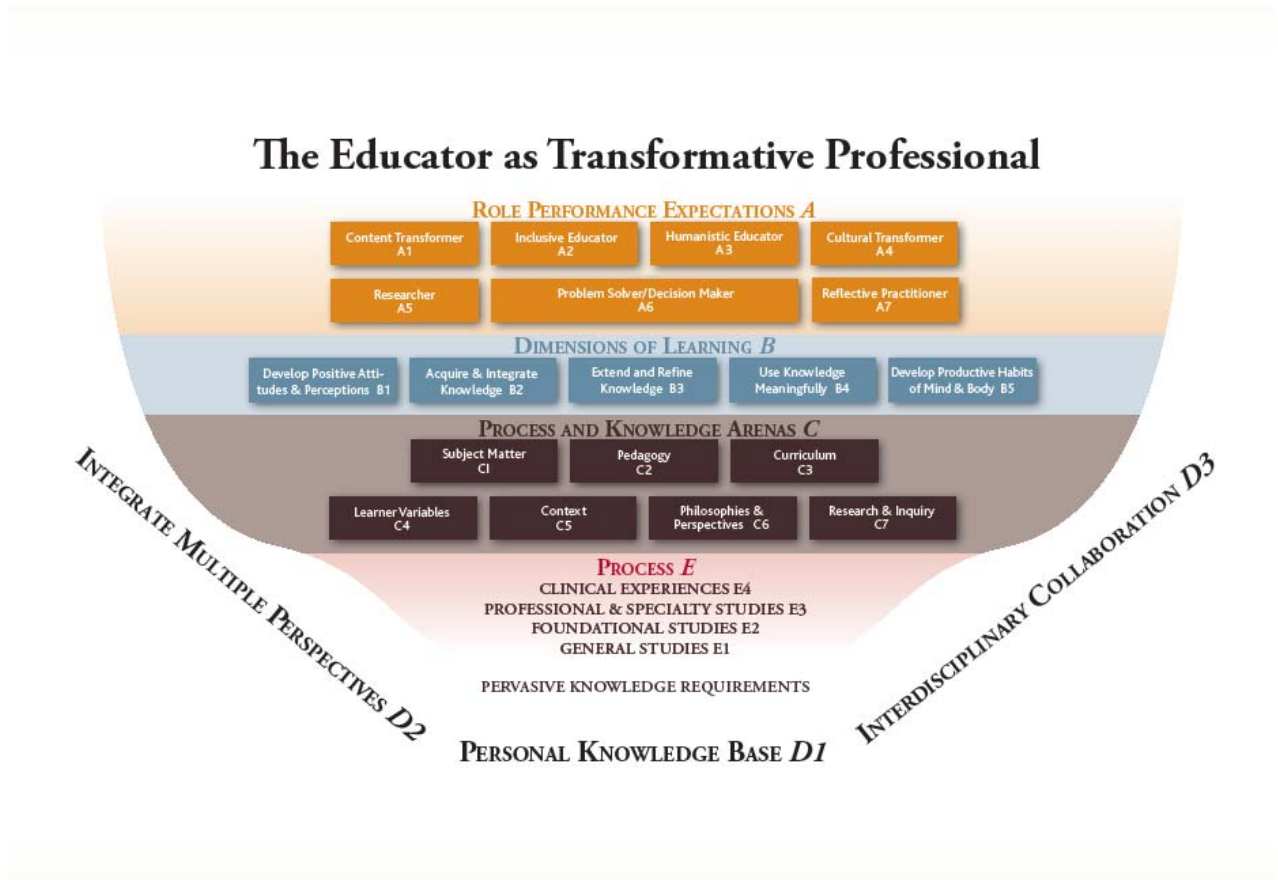 The Educator as Transformative Professional
ROLE PERFORMANCE EXPECTATIONS A
Content Transformer
A1
Inclusive Educator
A2
Humanistic Educator
A3
Cultural Transformer
A4
Researcher
A5
Problem Solver/Decision Maker
A6
Reflective Practitioner
A7
DIMENSIONS OF LEARNING B
Develop Positive Atti-
tudes & Perceptions B1
Acquire & Integrate
Knowledge B2
Extend and Refine
Knowledge B3
Use Knowledge
Meaningfully B4
Develop Productive Habits
of Mind & Body B5
PROCESS AND KNOWLEDGE ARENAS C
Subject Matter
C1
Pedagogy
C2
Curriculum
C3
Learner Variables
C4
Context
C5
Philosophies &
Perspectives C6
Research & Inquiry
C7
PROCESS E
CLINICAL EXPERIENCES E4
PROFESSIONAL & SPECIALTY STUDIES E3
FOUNDATIONAL STUDIES E2
GENERAL STUDIES E1
PERVASIVE KNOWLEDGE REQUIREMENTS
INTEGRATE MULTIPLE PERSPECTIVES D2
PERSONAL KNOWLEDGE BASE D1
INTERDISCIPLINARY COLLABORATION D3